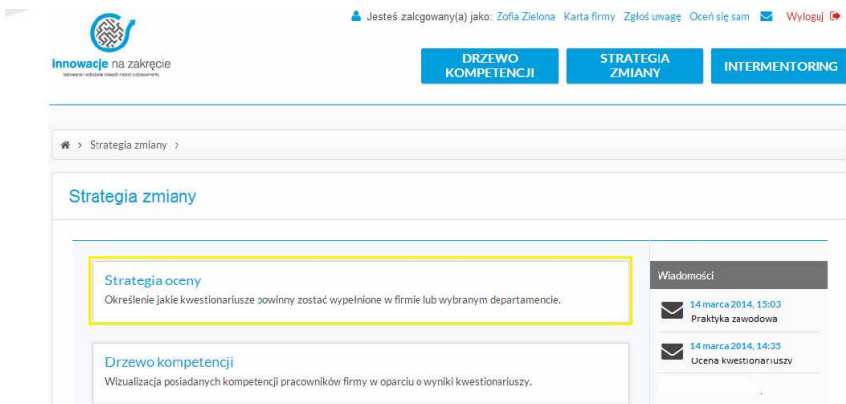 Jesteś zalcgowany(a) jako: Zofia Zielona Karta firmy Zgłoś uwagę Oceń się sam Wyloguj
innowacje na zakręcie
DRZEWO KOMPETENCJI
STRATEGIA ZMIANY
INTERMENTORING
> Strategia zmiany >
Strategia zmiany
Strategia oceny
Określenie jakie kwestionariusze powinny zostać wypełnione w firmie lub wybranym departamencie.
Wiadomości
14 marca 2014, 15:03
Praktyka zawodowa
14 marca 2014, 14:35
Ocena kwestionariuszy
Drzewo kompetencji
Wizualizacja posiadanych kompetencji pracowników firmy w oparciu o wyniki kwestionariuszy.